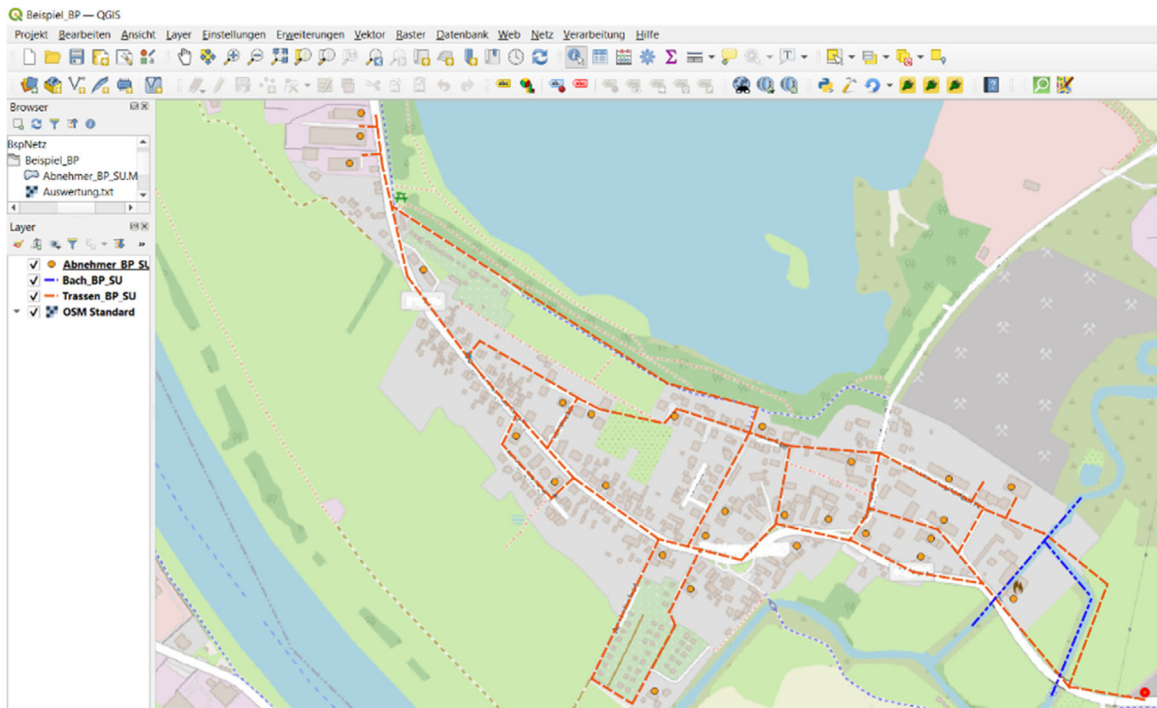 Beispiel_BP — QGIS
Projekt Bearbeiten Ansicht Layer Einstellungen Erweiterungen Vektor Raster Datenbank Web Netz Verarbeitung Hilfe
Browser
BspNetz
Beispiel_BP
Abnehmer_BP_SU.M
Auswertung.txt
Layer
Abnehmer_BP_SU
Bach_BP_SU
Trassen_BP_SU
OSM Standard